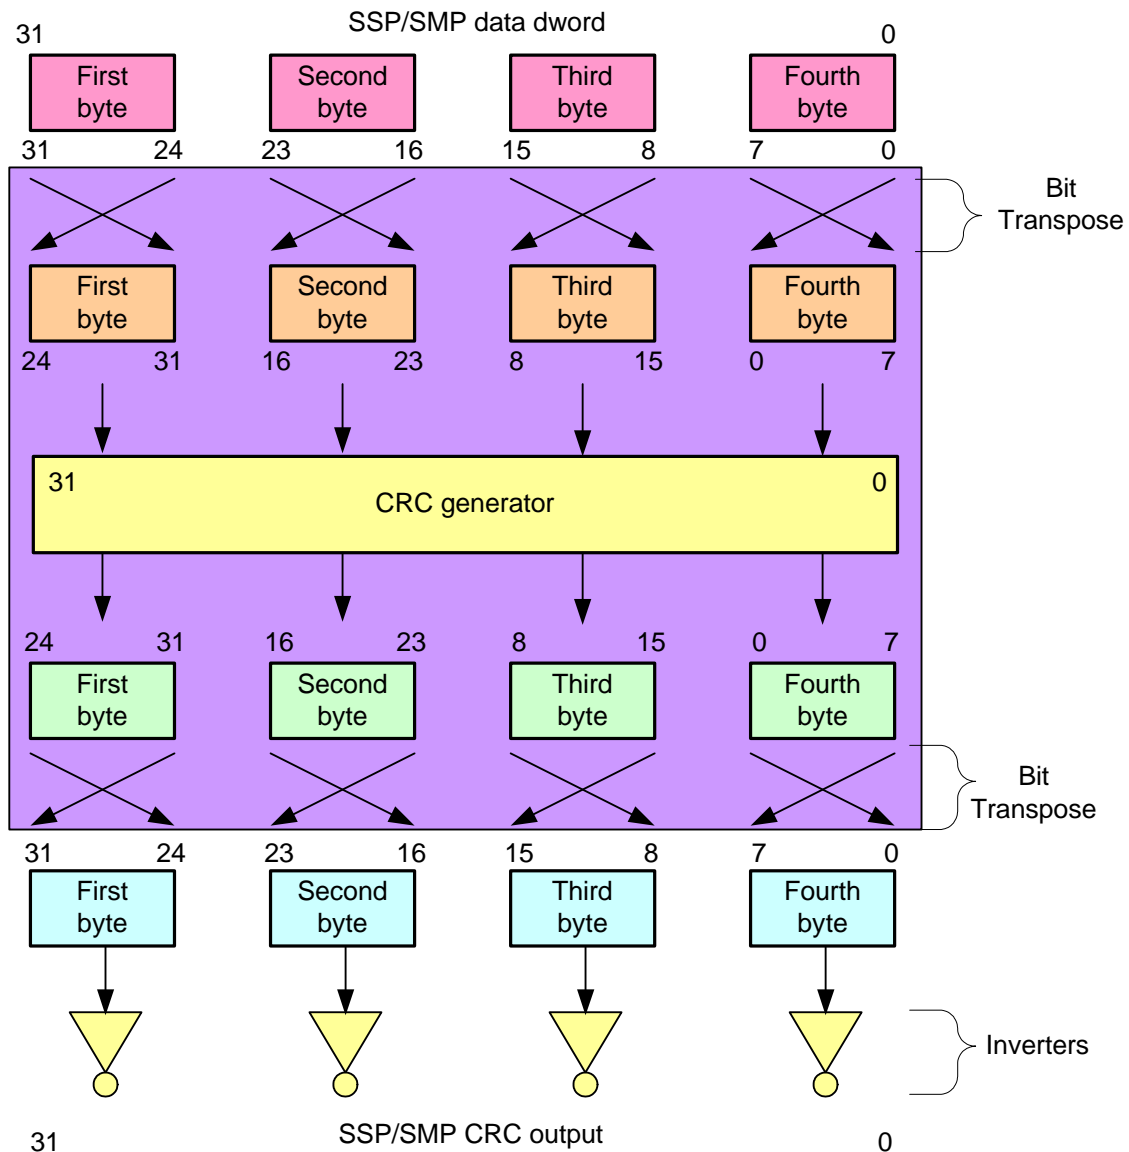 SSP/SMP data dword
31 0
First byte Second byte Third byte Fourth byte
31 24 23 16 15 8 7 0
Bit
Transpose
First byte Second byte Third byte Fourth byte
24 31 16 23 8 15 0 7
31 CRC generator 0
24 31 16 23 8 15 0 7
First byte Second byte Third byte Fourth byte
Bit
Transpose
31 24 23 16 15 8 7 0
First byte Second byte Third byte Fourth byte
Inverters
SSP/SMP CRC output
31 0